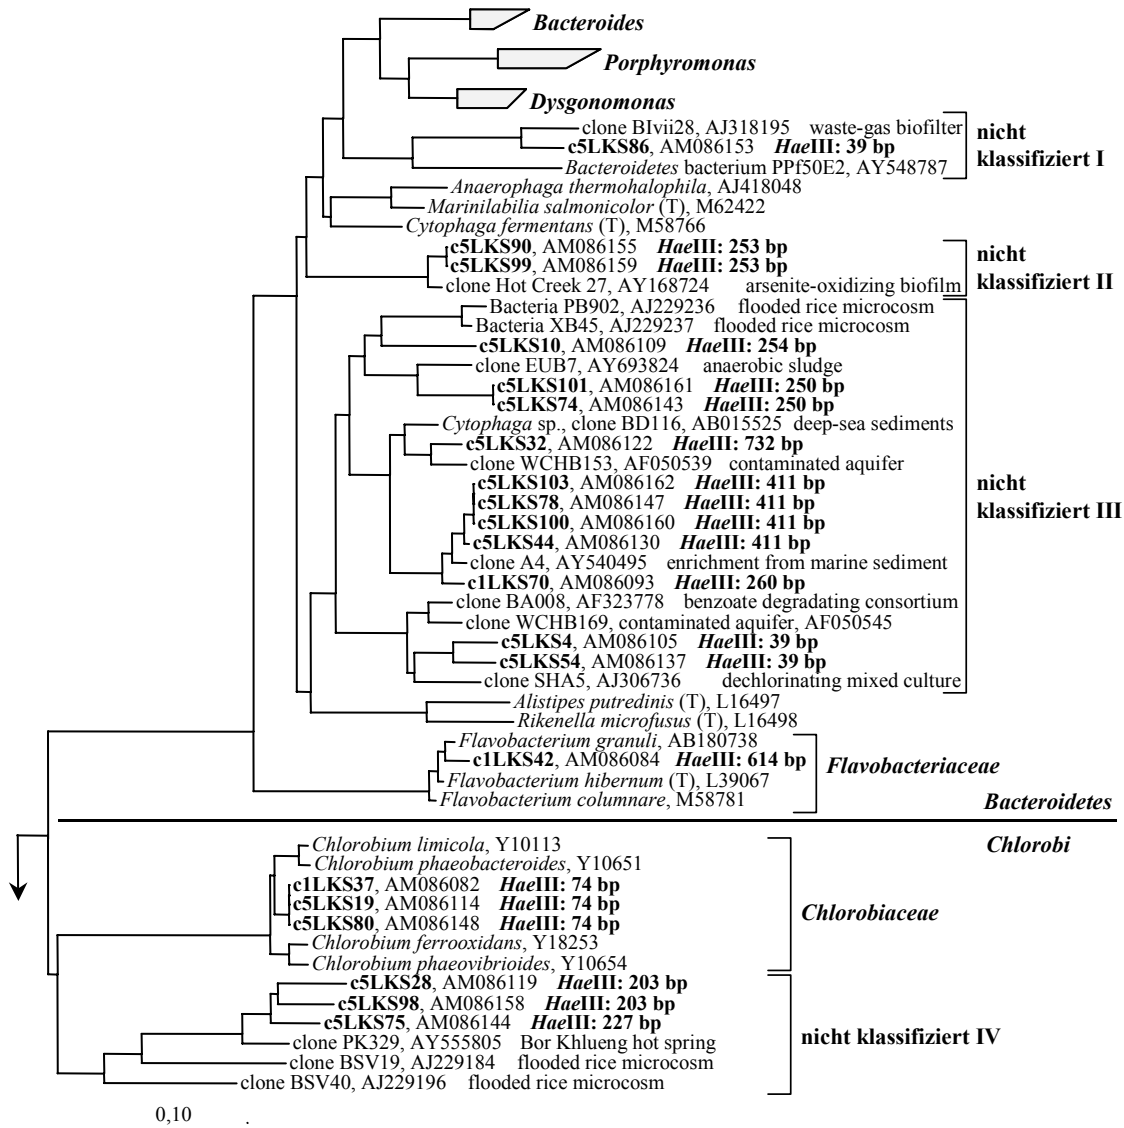 Bacteroides
Porphyromonas
Dysgonomonas
clone BIvii28, AJ318195 waste-gas biofilter
c5LKS86, AM086153 HaeIII: 39 bp
Bacteroidetes bacterium PPf50E2, AY548787
nicht
klassifiziert I
Anaerophaga thermohalophila, AJ418048
Marinilabilia salmonicolor (T), M62422
Cytophaga fermentans (T), M58766
c5LKS90, AM086155 HaeIII: 253 bp
c5LKS99, AM086159 HaeIII: 253 bp
clone Hot Creek 27, AY168724 arsenite-oxidizing biofilm
nicht
klassifiziert II
Bacteria PB902, AJ229236 flooded rice microcosm
Bacteria XB45, AJ229237 flooded rice microcosm
c5LKS10, AM086109 HaeIII: 254 bp
clone EUB7, AY693824 anaerobic sludge
c5LKS101, AM086161 HaeIII: 250 bp
c5LKS74, AM086143 HaeIII: 250 bp
Cytophaga sp., clone BD116, AB015525 deep-sea sediments
c5LKS32, AM086122 HaeIII: 732 bp
clone WCHB153, AF050539 contaminated aquifer
c5LKS103, AM086162 HaeIII: 411 bp
c5LKS78, AM086147 HaeIII: 411 bp
c5LKS100, AM086160 HaeIII: 411 bp
c5LKS44, AM086130 HaeIII: 411 bp
clone A4, AY540495 enrichment from marine sediment
c1LKS70, AM086093 HaeIII: 260 bp
clone BA008, AF323778 benzoate degradating consortium
clone WCHB169, contaminated aquifer, AF050545
c5LKS4, AM086105 HaeIII: 39 bp
c5LKS54, AM086137 HaeIII: 39 bp
clone SHA5, AJ306736 dechlorinating mixed culture
nicht
klassifiziert III
Alistipes putredinis (T), L16497
Rikenella microfusus (T), L16498
Flavobacterium granuli, AB180738
c1LKS42, AM086084 HaeIII: 614 bp
Flavobacterium hibernum (T), L39067
Flavobacterium columnare, M58781
Flavobacteriaceae
Bacteroidetes
Chlorobi
Chlorobium limicola, Y10113
Chlorobium phaeobacteroides, Y10651
c1LKS37, AM086082 HaeIII: 74 bp
c5LKS19, AM086114 HaeIII: 74 bp
c5LKS80, AM086148 HaeIII: 74 bp
Chlorobium ferrooxidans, Y18253
Chlorobium phaeovibrioides, Y10654
Chlorobiaceae
c5LKS28, AM086119 HaeIII: 203 bp
c5LKS98, AM086158 HaeIII: 203 bp
c5LKS75, AM086144 HaeIII: 227 bp
clone PK329, AY555805 Bor Khlueng hot spring
clone BSV19, AJ229184 flooded rice microcosm
clone BSV40, AJ229196 flooded rice microcosm
nicht klassifiziert IV
0,10